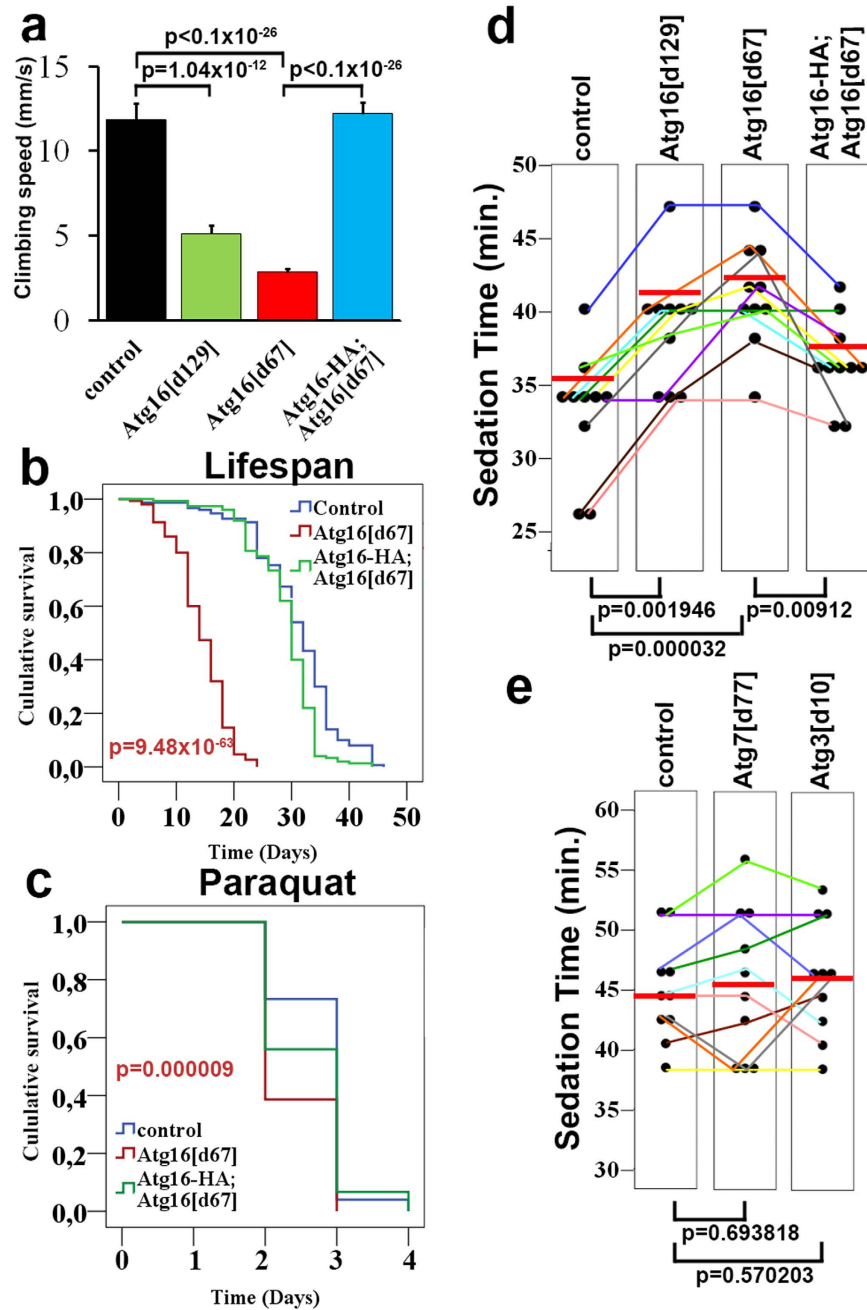 a
p<0.1x10⁻²⁶
p=1.04x10⁻¹² p<0.1x10⁻²⁶
Climbing speed (mm/s)
15
10
5
0
control
Atg16[d129]
Atg16[d67]
Atg16-HA;
Atg16[d67]
b
Lifespan
Cululative survival
1,0
0,8
0,6
0,4
0,2
0,0
Control
Atg16[d67]
Atg16-HA;
Atg16[d67]
p=9.48x10⁻⁶³
0 10 20 30 40 50
Time (Days)
c
Paraquat
Cululative survival
1,0
0,8
0,6
0,4
0,2
0,0
p=0.000009
control
Atg16[d67]
Atg16-HA;
Atg16[d67]
0 1 2 3 4
Time (Days)
d
control
Atg16[d129]
Atg16[d67]
Atg16-HA;
Atg16[d67]
Sedation Time (min.)
50
45
40
35
30
25
p=0.001946 p=0.00912
p=0.000032
e
control
Atg7[d77]
Atg3[d10]
Sedation Time (min.)
60
55
50
45
40
35
30
p=0.693818
p=0.570203